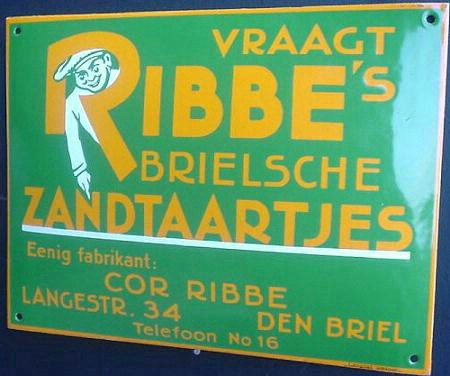 VRAAGT
RIBBE'S
BRIELSCHE
ZANDTAARTJES
Eenig fabrikant:
COR RIBBE
LANGESTR. 34 DEN BRIEL
Telefoon No 16